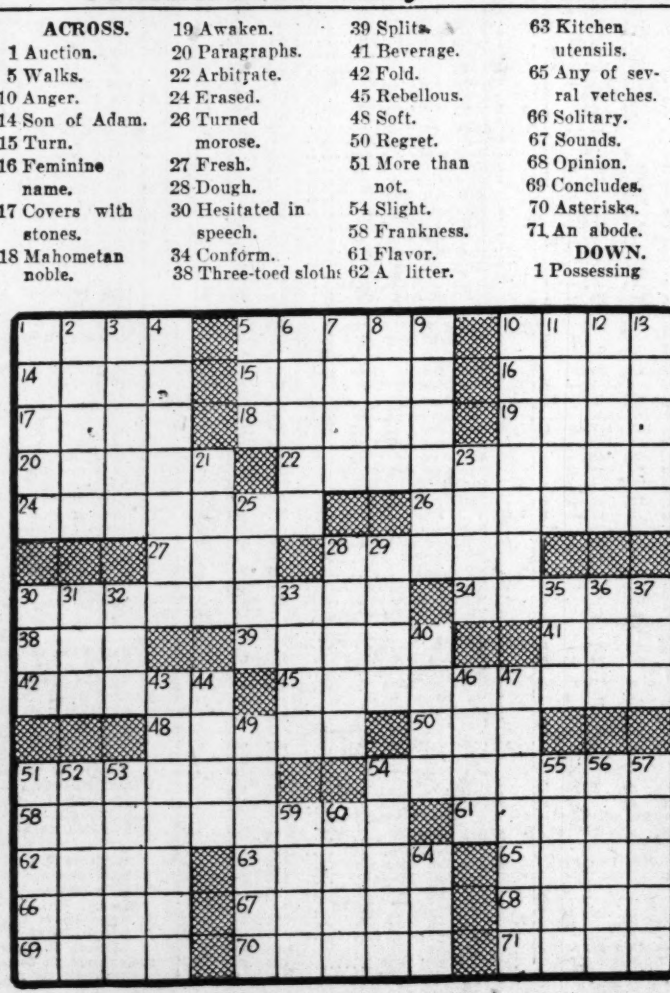 ACROSS.
1 Auction.
5 Walks.
10 Anger.
14 Son of Adam.
15 Turn.
16 Feminine
name.
17 Covers with
stones.
18 Mahometan
noble.
19 Awaken.
20 Paragraphs.
22 Arbitrate.
24 Erased.
26 Turned
morose.
27 Fresh.
28 Dough.
30 Hesitated in
speech.
34 Conform.
38 Three-toed sloths
39 Splits.
41 Beverage.
42 Fold.
45 Rebellous.
48 Soft.
50 Regret.
51 More than
not.
54 Slight.
58 Frankness.
61 Flavor.
62 A litter.
63 Kitchen
utensils.
65 Any of sev-
ral vetches.
66 Solitary.
67 Sounds.
68 Opinion.
69 Concludes.
70 Asterisks.
71 An abode.
DOWN.
1 Possessing
1 2 3 4 5 6 7 8 9 10 11 12 13
14 15 16
17 18 19
20 21 22 23
24 25 26
27 28 29
30 31 32 33 34 35 36 37
38 39 40 41
42 43 44 45 46 47
48 49 50
51 52 53 54 55 56 57
58 59 60 61
62 63 64 65
66 67 68
69 70 71